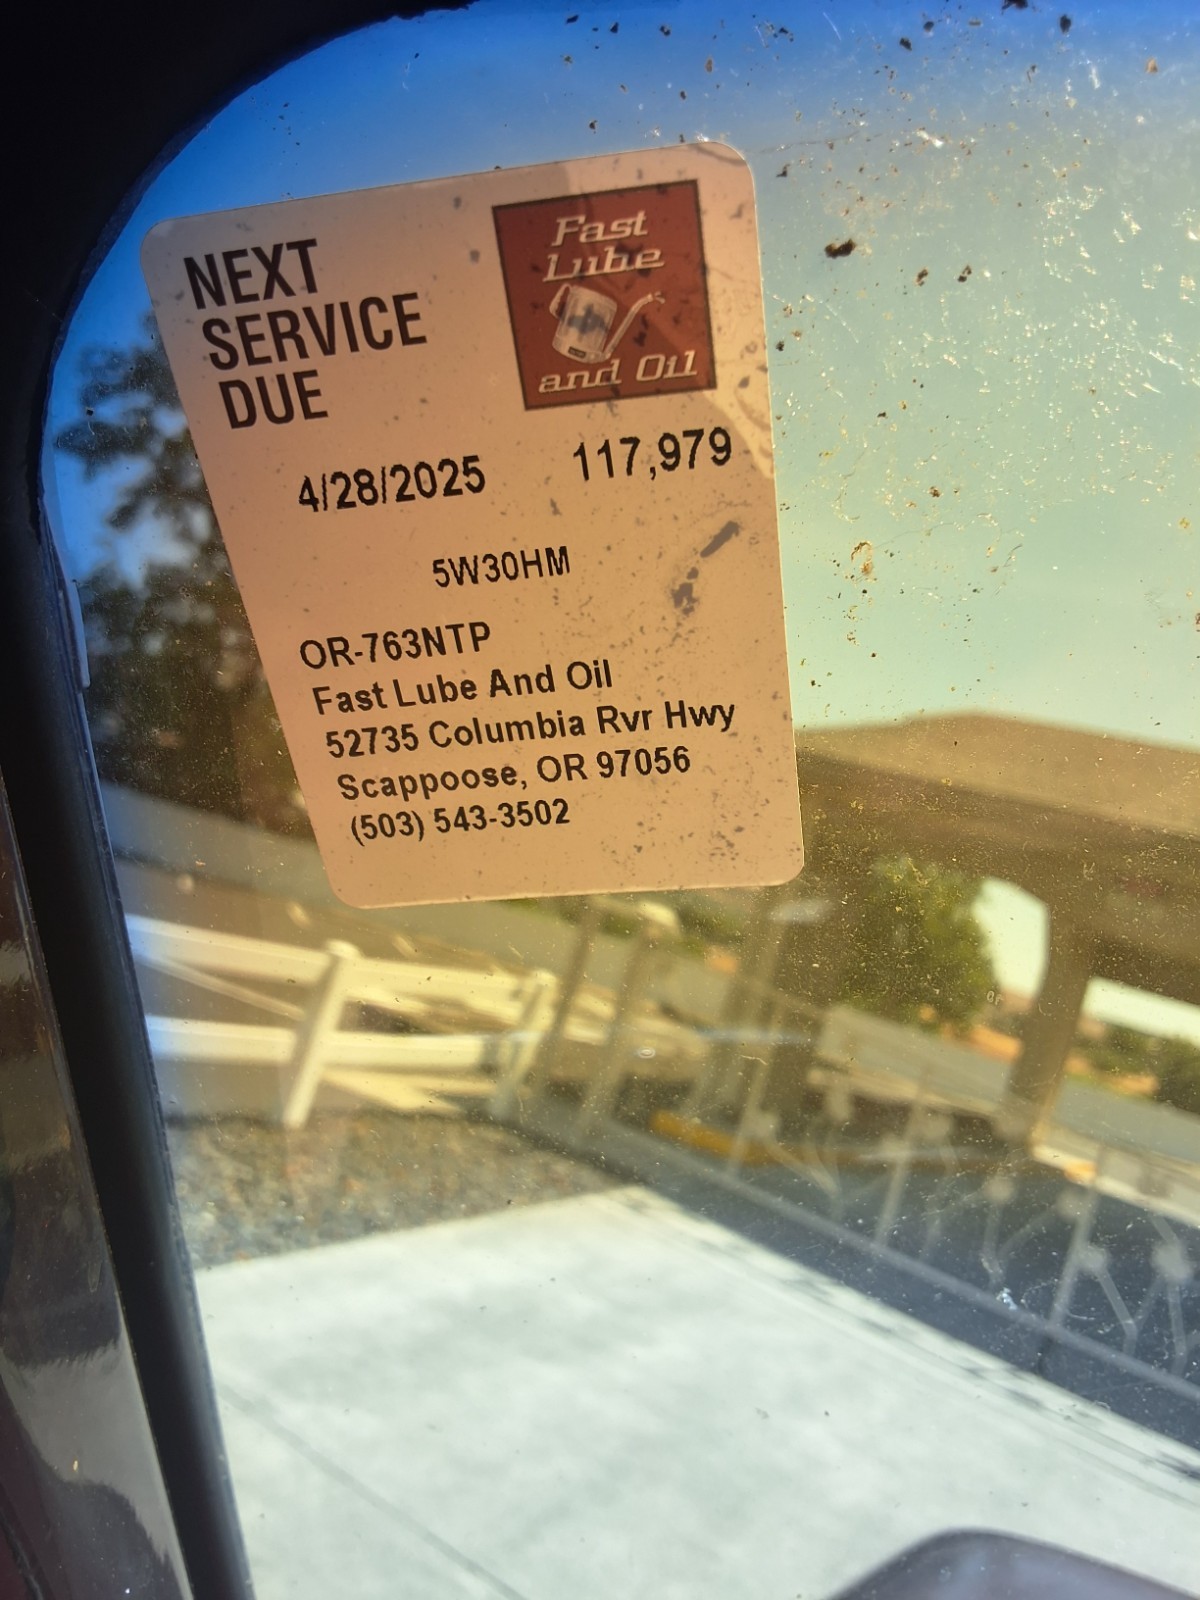 NEXT
SERVICE
DUE
Fast
Lube
and Oil
4/28/2025 117,979
5W30HM
OR-763NTP
Fast Lube And Oil
52735 Columbia Rvr Hwy
Scappoose, OR 97056
(503) 543-3502